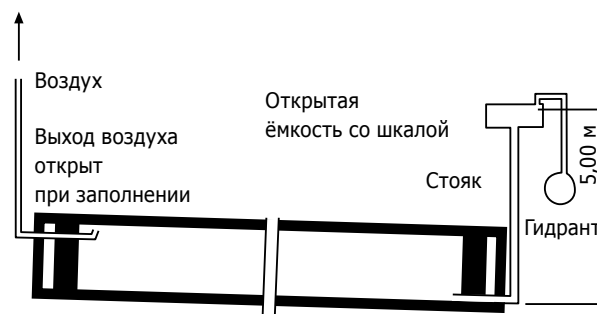 Воздух
Выход воздуха
открыт
при заполнении
Открытая
ёмкость со шкалой
Стояк
5,00 м
Гидрант